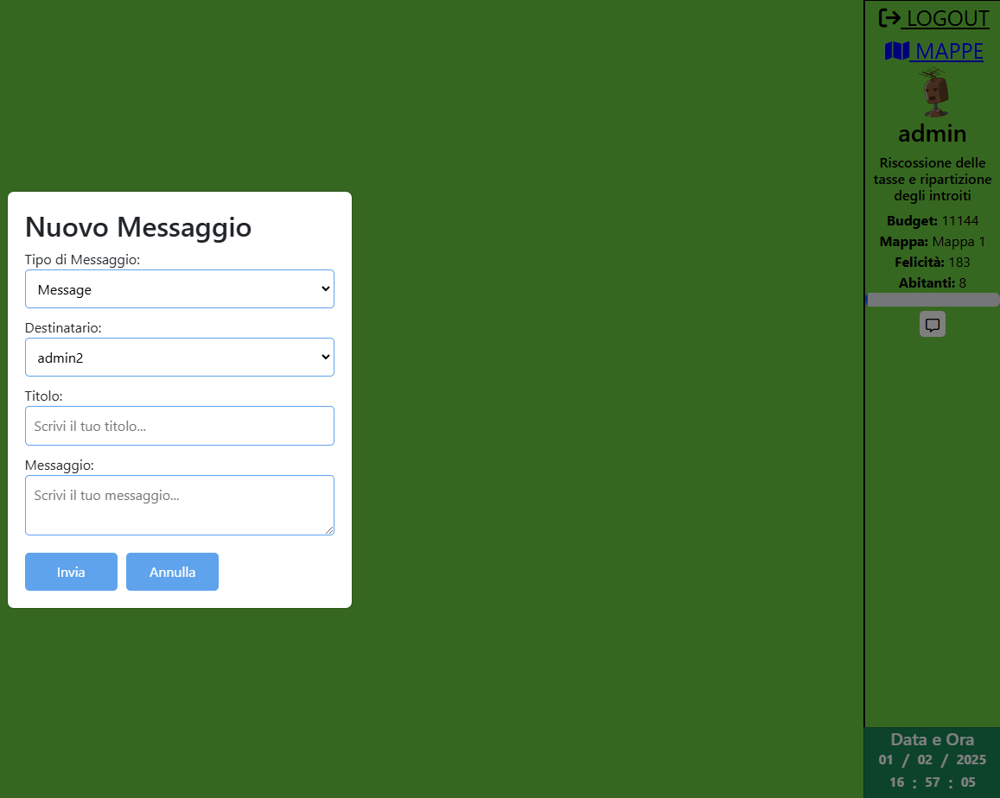 LOGOUT
MAPPE
admin
Riscossione delle
tasse e ripartizione
degli introiti
Budget: 11144
Mappa: Mappa 1
Felicità: 183
Abitanti: 8
Nuovo Messaggio
Tipo di Messaggio:
Message
Destinatario:
admin2
Titolo:
Scrivi il tuo titolo...
Messaggio:
Scrivi il tuo messaggio...
Invia Annulla
Data e Ora
01 / 02 / 2025
16 : 57 : 05